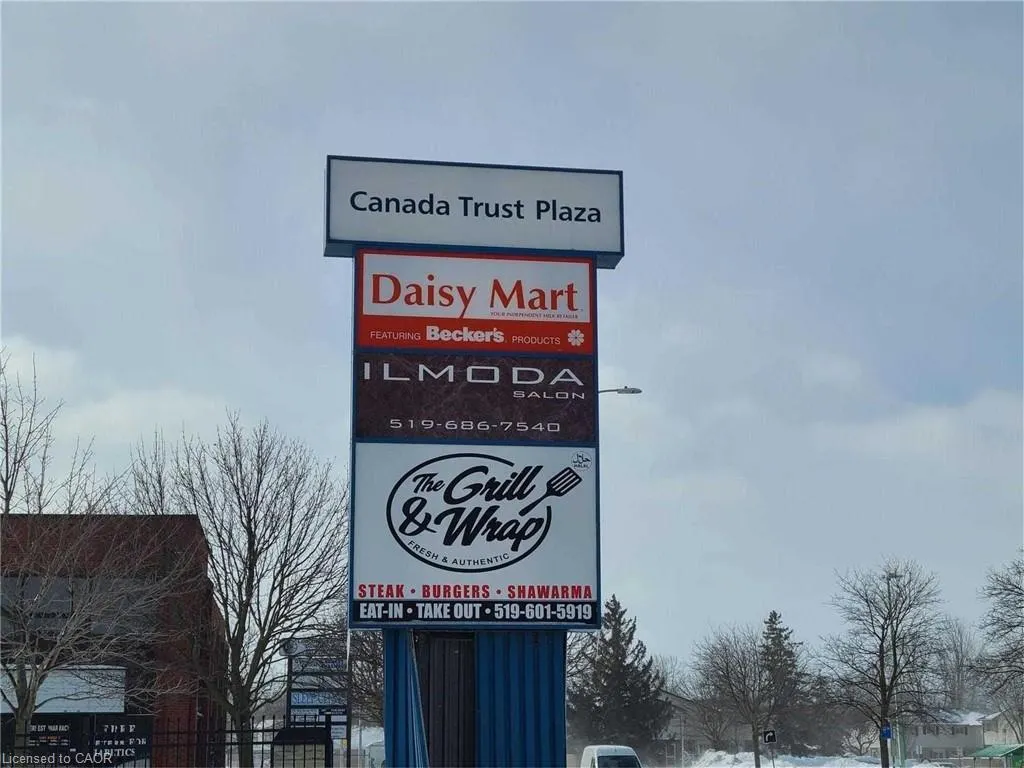 Canada Trust Plaza
Daisy Mart
YOUR INDEPENDENT MILK RETAILER
FEATURING Becker's PRODUCTS
ILMODA
SALON
519-686-7540
حلال
HALAL
The Grill
& Wrap
FRESH & AUTHENTIC
STEAK • BURGERS • SHAWARMA
EAT-IN • TAKE OUT • 519-601-5919
Licensed to CAOR